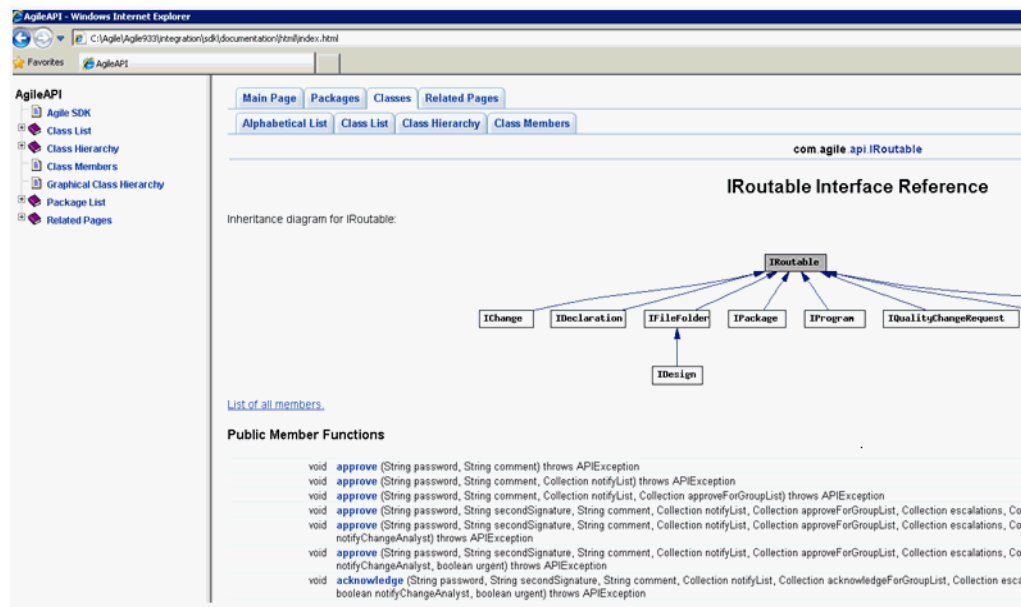 AgileAPI - Windows Internet Explorer
C:\Agile\Agile933\integration\sdk\documentation\html\index.html
Favorites AgileAPI
AgileAPI
Agile SDK
Class List
Class Hierarchy
Class Members
Graphical Class Hierarchy
Package List
Related Pages
Main Page Packages Classes Related Pages
Alphabetical List Class List Class Hierarchy Class Members
com.agile.api.IRoutable
IRoutable Interface Reference
Inheritance diagram for IRoutable:
IRoutable
IChange IDeclaration IFileFolder IPackage IProgram IQualityChangeRequest
IDesign
List of all members.
Public Member Functions
void approve (String password, String comment) throws APIException
void approve (String password, String comment, Collection notifyList) throws APIException
void approve (String password, String comment, Collection notifyList, Collection approveForGroupList) throws APIException
void approve (String password, String secondSignature, String comment, Collection notifyList, Collection approveForGroupList, Collection escalations, Co
void approve (String password, String secondSignature, String comment, Collection notifyList, Collection approveForGroupList, Collection escalations, Co
notifyChangeAnalyst) throws APIException
void approve (String password, String secondSignature, String comment, Collection notifyList, Collection approveForGroupList, Collection escalations, Co
notifyChangeAnalyst, boolean urgent) throws APIException
void acknowledge (String password, String secondSignature, String comment, Collection notifyList, Collection acknowledgeForGroupList, Collection esca
boolean notifyChangeAnalyst, boolean urgent) throws APIException